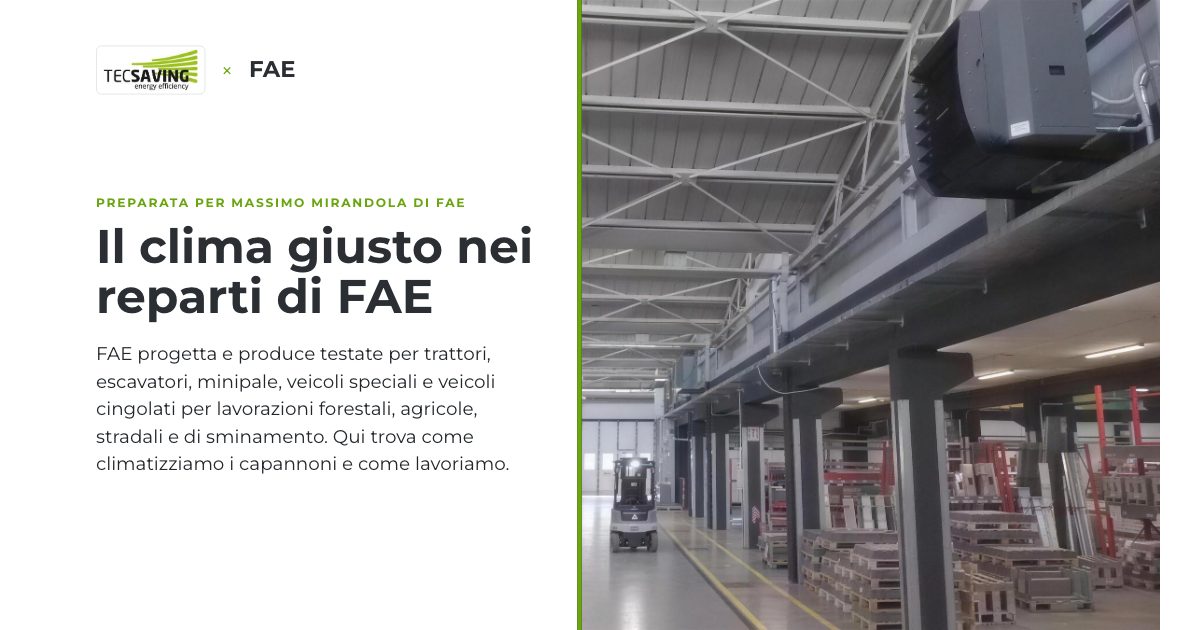 TECSAVING
energy efficiency
× FAE
PREPARATA PER MASSIMO MIRANDOLA DI FAE
Il clima giusto nei
reparti di FAE
FAE progetta e produce testate per trattori,
escavatori, minipale, veicoli speciali e veicoli
cingolati per lavorazioni forestali, agricole,
stradali e di sminamento. Qui trova come
climatizziamo i capannoni e come lavoriamo.